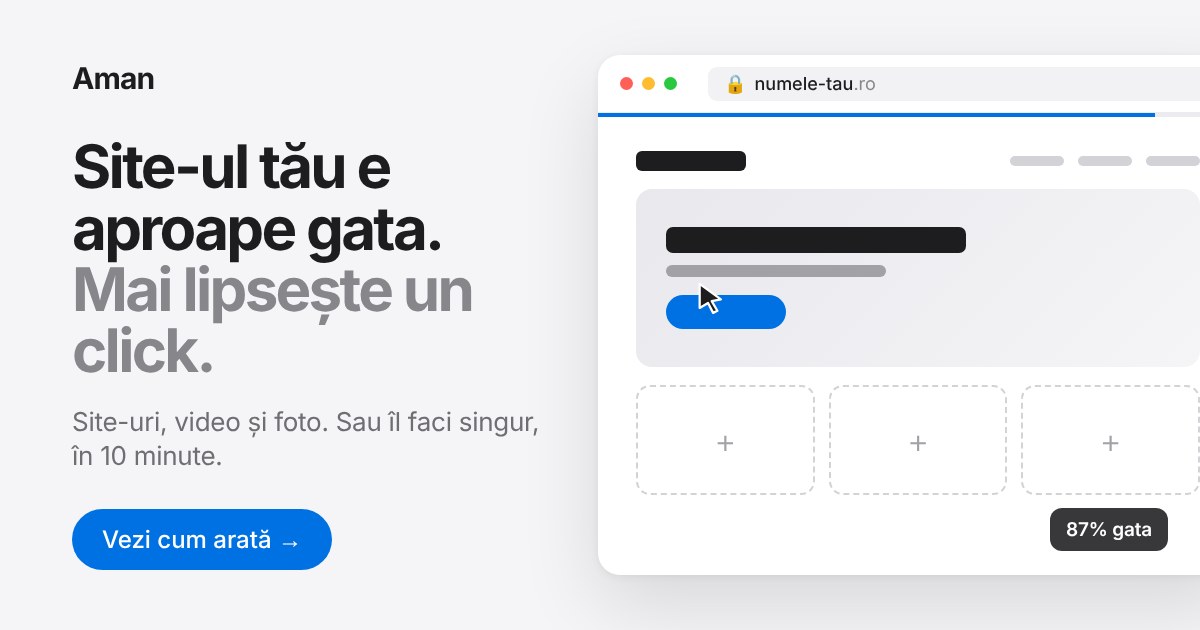 Aman
Site-ul tău e
aproape gata.
Mai lipsește un
click.
Site-uri, video și foto. Sau îl faci singur,
în 10 minute.
Vezi cum arată →
numele-tau.ro
87% gata